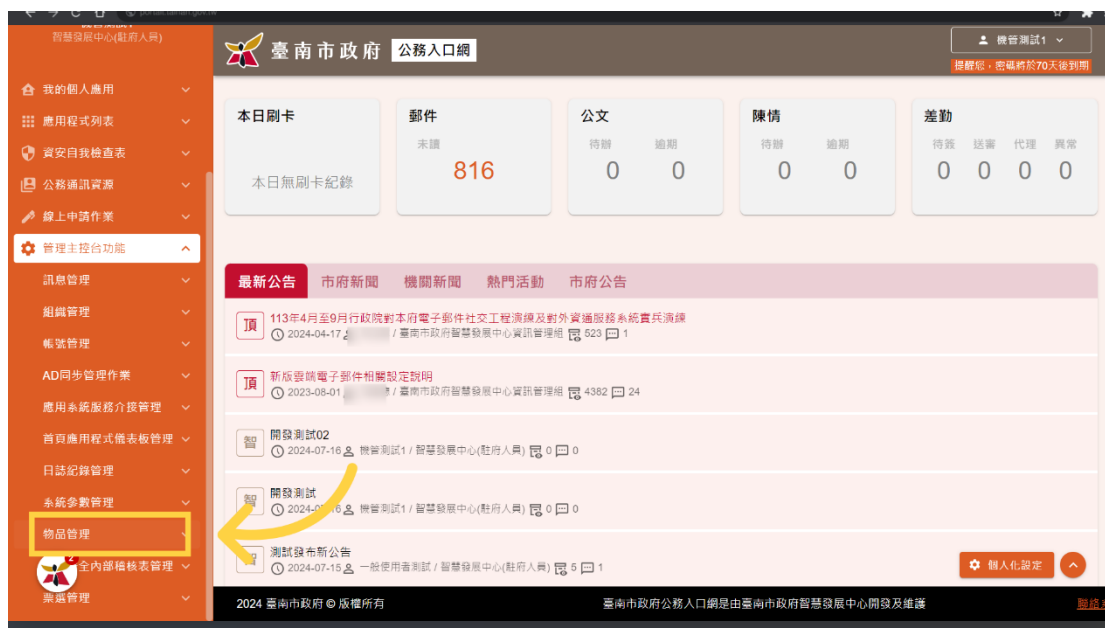 portal.tainan.gov.tw
智慧發展中心(駐府人員)
臺南市政府 公務入口網
機管測試1
提醒您，密碼將於70天後到期
我的個人應用
應用程式列表
資安自我檢查表
公務通訊資源
線上申請作業
管理主控台功能
訊息管理
組織管理
帳號管理
AD同步管理作業
應用系統服務介接管理
首頁應用程式儀表板管理
日誌紀錄管理
系統參數管理
物品管理
2
全內部稽核表管理
票選管理
本日刷卡
本日無刷卡紀錄
郵件
未讀
816
公文
待辦 逾期
0 0
陳情
待辦 逾期
0 0
差勤
待簽 送審 代理 異常
0 0 0 0
最新公告 市府新聞 機關新聞 熱門活動 市府公告
頂 113年4月至9月行政院對本府電子郵件社交工程演練及對外資通服務系統實兵演練
2024-04-17 / 臺南市政府智慧發展中心資訊管理組 523 1
頂 新版雲端電子郵件相關設定說明
2023-08-01 / 臺南市政府智慧發展中心資訊管理組 4382 24
智 開發測試02
2024-07-16 機管測試1 / 智慧發展中心(駐府人員) 0 0
智 開發測試
2024-07-16 機管測試1 / 智慧發展中心(駐府人員) 0 0
智 測試發布新公告
2024-07-15 一般使用者測試 / 智慧發展中心(駐府人員) 5 1
個人化設定
2024 臺南市政府 © 版權所有
臺南市政府公務入口網是由臺南市政府智慧發展中心開發及維護
聯絡